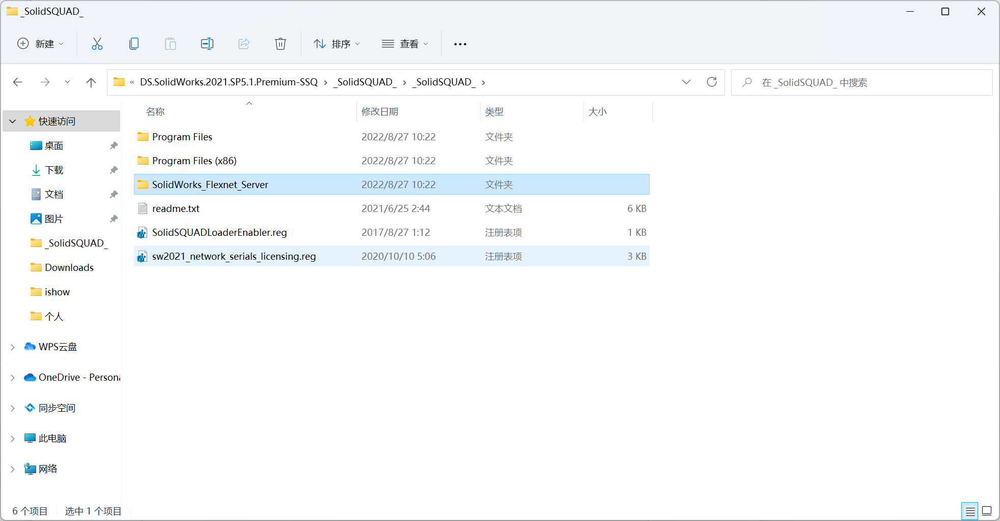 _SolidSQUAD_
新建
排序
查看
« DS.SolidWorks.2021.SP5.1.Premium-SSQ › _SolidSQUAD_ › _SolidSQUAD_ ›
在 _SolidSQUAD_ 中搜索
名称 修改日期 类型 大小
快速访问
桌面
下载
文档
图片
_SolidSQUAD_
Downloads
ishow
个人
WPS云盘
OneDrive - Persona
同步空间
此电脑
网络
Program Files 2022/8/27 10:22 文件夹
Program Files (x86) 2022/8/27 10:22 文件夹
SolidWorks_Flexnet_Server 2022/8/27 10:22 文件夹
readme.txt 2021/6/25 2:44 文本文档 6 KB
SolidSQUADLoaderEnabler.reg 2017/8/27 1:12 注册表项 1 KB
sw2021_network_serials_licensing.reg 2020/10/10 5:06 注册表项 3 KB
6 个项目 选中 1 个项目